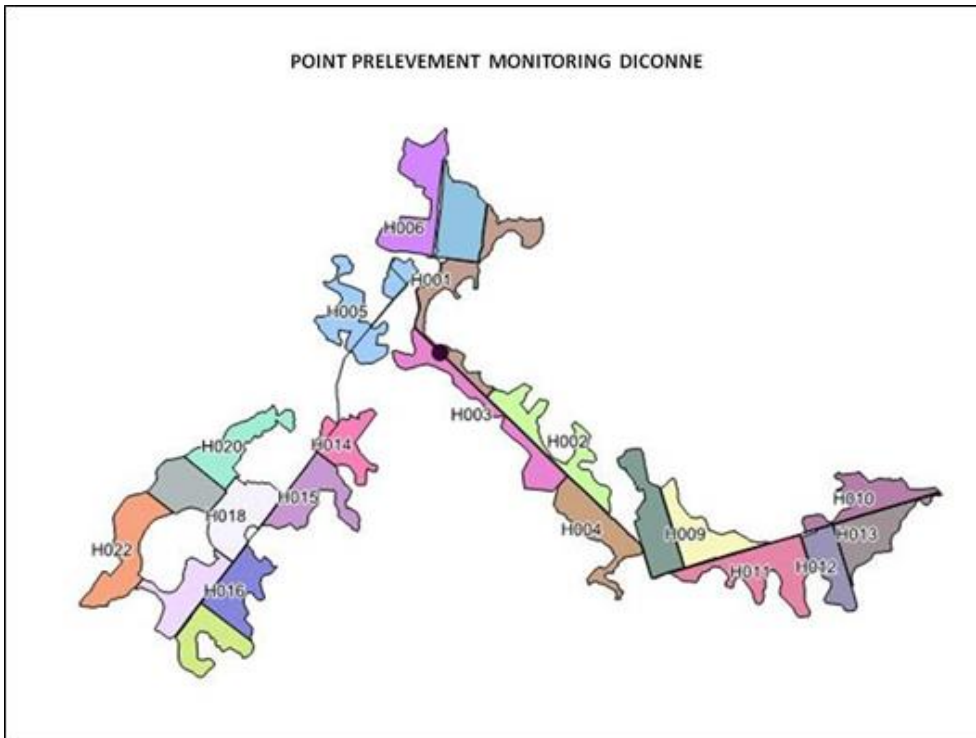 POINT PRELEVEMENT MONITORING DICONNE
H006
H001
H005
H003
H002
H014
H020
H015
H018
H022
H016
H004
H009
H010
H013
H012
H011